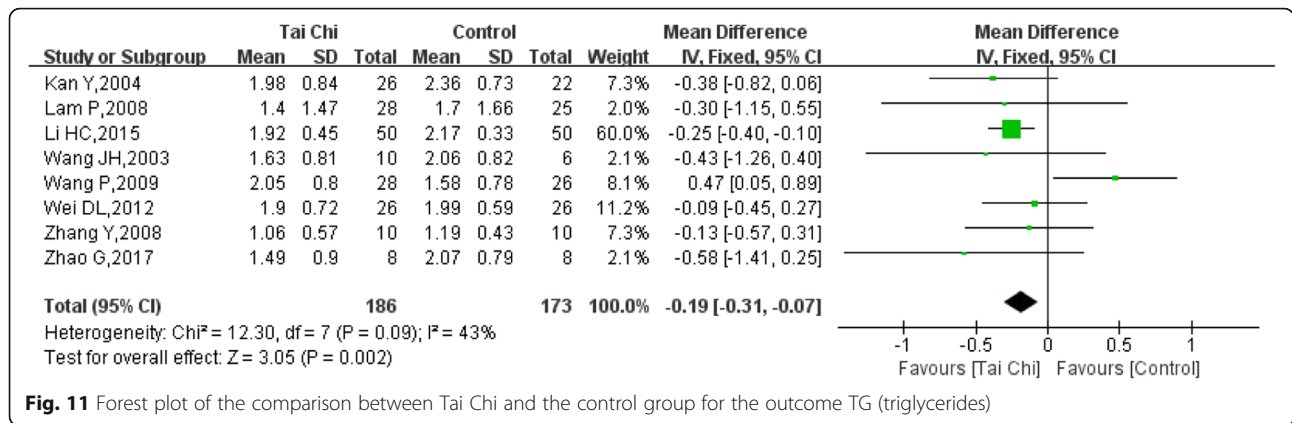 Tai Chi Control Mean Difference Mean Difference
Study or Subgroup Mean SD Total Mean SD Total Weight IV, Fixed, 95% CI IV, Fixed, 95% CI
Kan Y,2004 1.98 0.84 26 2.36 0.73 22 7.3% -0.38 [-0.82, 0.06]
Lam P,2008 1.4 1.47 28 1.7 1.66 25 2.0% -0.30 [-1.15, 0.55]
Li HC,2015 1.92 0.45 50 2.17 0.33 50 60.0% -0.25 [-0.40, -0.10]
Wang JH,2003 1.63 0.81 10 2.06 0.82 6 2.1% -0.43 [-1.26, 0.40]
Wang P,2009 2.05 0.8 28 1.58 0.78 26 8.1% 0.47 [0.05, 0.89]
Wei DL,2012 1.9 0.72 26 1.99 0.59 26 11.2% -0.09 [-0.45, 0.27]
Zhang Y,2008 1.06 0.57 10 1.19 0.43 10 7.3% -0.13 [-0.57, 0.31]
Zhao G,2017 1.49 0.9 8 2.07 0.79 8 2.1% -0.58 [-1.41, 0.25]
Total (95% CI) 186 173 100.0% -0.19 [-0.31, -0.07]
Heterogeneity: Chi² = 12.30, df = 7 (P = 0.09); I² = 43%
Test for overall effect: Z = 3.05 (P = 0.002)
-1 -0.5 0 0.5 1
Favours [Tai Chi] Favours [Control]
Fig. 11 Forest plot of the comparison between Tai Chi and the control group for the outcome TG (triglycerides)